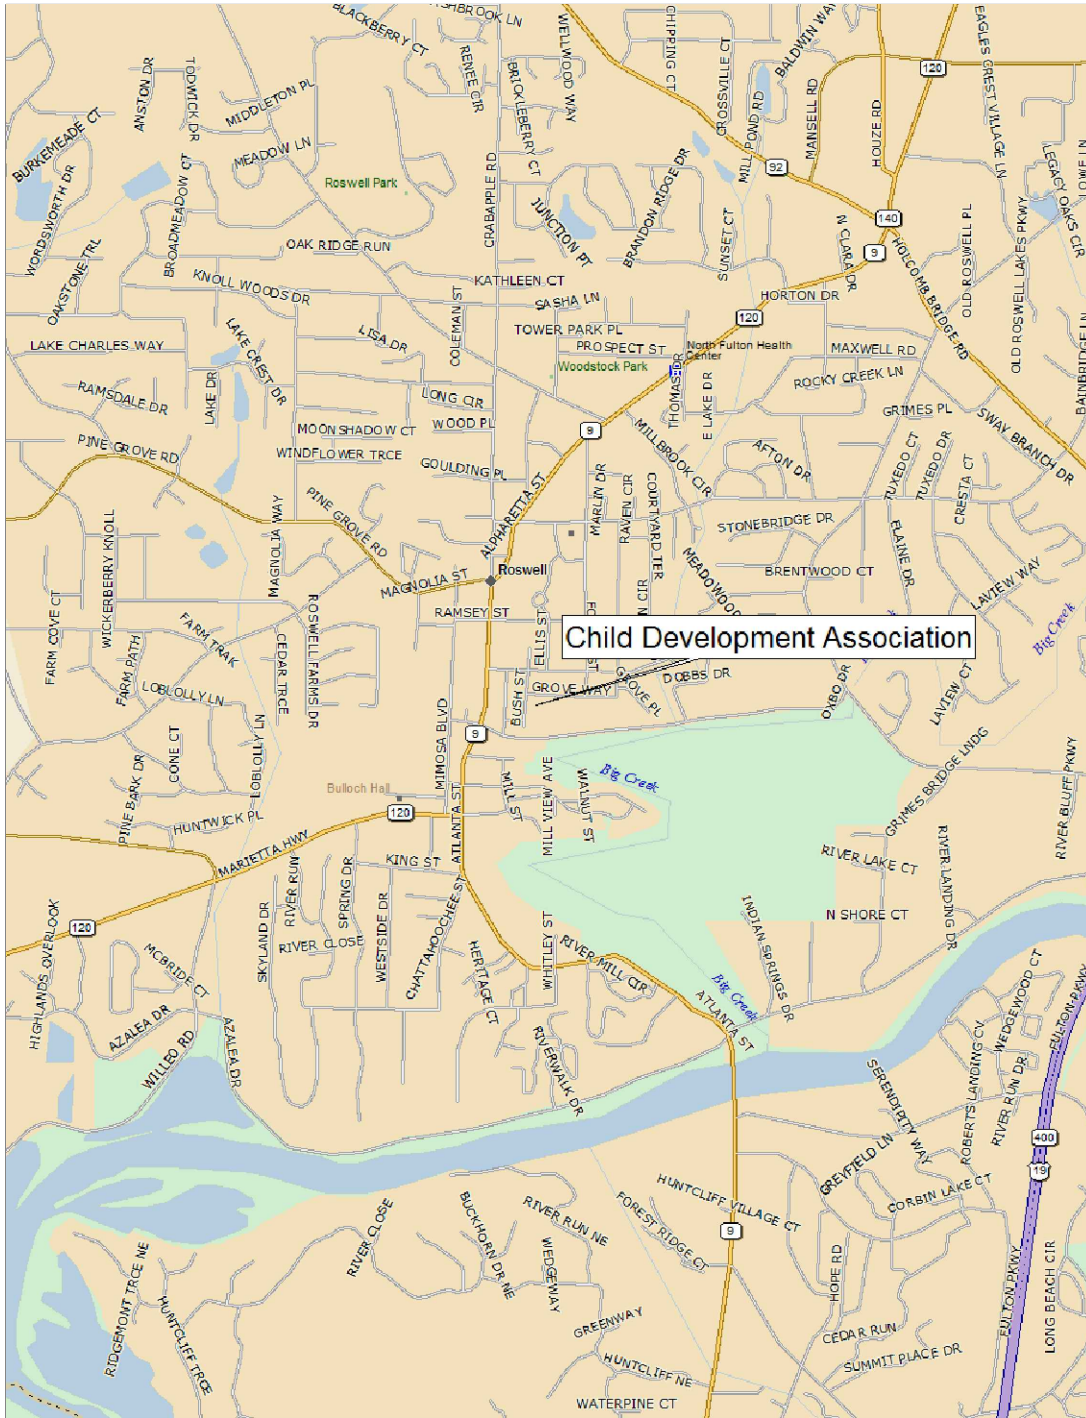 BLACKBERRY CT
RENEE CIR
BRICKLEBERRY CT
WELLWOOD WAY
CHIPPING CT
GROSSVILLE CT
BALDWIN WAY
MILL POND RD
MANSELL RD
HOUZE RD
120
EAGLES CREST VILLAGE LN
LEGACY OAKS CIR
ANSTON DR
TODWICK DR
MIDDLETON PL
BURKEMEADE CT
MEADOW LN
Roswell Park
WORDSWORTH DR
BROADMEADOW CT
OAKSTONE TRL
OAK RIDGE RUN
CRABAPPLE RD
JUNCTION PT
BRANDON RIDGE DR
SUNSET CT
92
140
9
N CLARA DR
HOLCOMB BRIDGE RD
OLD ROSWELL PL
OLD ROSWELL LAKES PKWY
KNOLL WOODS DR
KATHLEEN CT
SASHA LN
HORTON DR
120
COLEMAN ST
TOWER PARK PL
PROSPECT ST
North Fulton Health
Center
MAXWELL RD
LAKE CHARLES WAY
LAKE CREST DR
LISA DR
Woodstock Park
THOMAS DR
E LAKE DR
ROCKY CREEK LN
BAINBRIDGE LN
RAMSDALE DR
LAKE DR
LONG CIR
WOOD PL
GRIMES PL
SWAY BRANCH DR
MOONSHADOW CT
9
MILLBROOK CIR
AFTON DR
TUXEDO CT
TUXEDO DR
CRESTA CT
PINE GROVE RD
WINDFLOWER TRCE
GOULDING PL
ALPHARETTA ST
MARLIN DR
RAVEN CIR
COURTYARD TER
STONEBRIDGE DR
ELAINE DR
PINE GROVE RD
MAGNOLIA WAY
WICKERBERRY KNOLL
MAGNOLIA ST
Roswell
MEADOWOOD
BRENTWOOD CT
LAVIEW WAY
Big Creek
RAMSEY ST
FARM COVE CT
FARM PATH
FARM TRAK
CEDAR TRCE
ROSWELL FARMS DR
ELLIS ST
Child Development Association
LOBLOLLY LN
BUSH ST
GROVE WAY
GROVE PL
DOBBS DR
OXBO DR
LAVIEW CT
MIMOSA BLVD
9
CONE CT
LOBLOLLY LN
PINE BARK DR
Bulloch Hall
MILL ST
MILL VIEW AVE
WALNUT ST
Big Creek
GRIMES BRIDGE LNDG
RIVER BLUFF PKWY
120
HUNTWICK PL
MARIETTA HWY
ATLANTA ST
KING ST
RIVER LAKE CT
RIVER LANDING DR
120
HIGHLANDS OVERLOOK
SKYLAND DR
RIVER RUN
SPRING DR
RIVER CLOSE
WESTSIDE DR
CHATTAHOOCHEE ST
HERITAGE CT
WHITLEY ST
RIVER MILL CIR
INDIAN SPRINGS DR
N SHORE CT
MCBRIDE CT
AZALEA DR
WILLEO RD
AZALEA DR
RIVERWALK DR
Big Creek
ATLANTA ST
SERENDIPITY WAY
ROBERTS LANDING CV
WEDGEWOOD CT
RIVER RUN DR
FULTON PKWY
400
19
GREYFIELD LN
CORBIN LAKE CT
HUNTCLIFF VILLAGE CT
9
RIVER CLOSE
BUCKHORN DR NE
RIVER RUN NE
WEDGEWAY
FOREST RIDGE CT
HOPE RD
FULTON PKWY
LONG BEACH CIR
RIDGEMONT TRCE NE
HUNTCLIFF TRCE
GREENWAY
CEDAR RUN
SUMMIT PLACE DR
HUNTCLIFF NE
WATERPINE CT